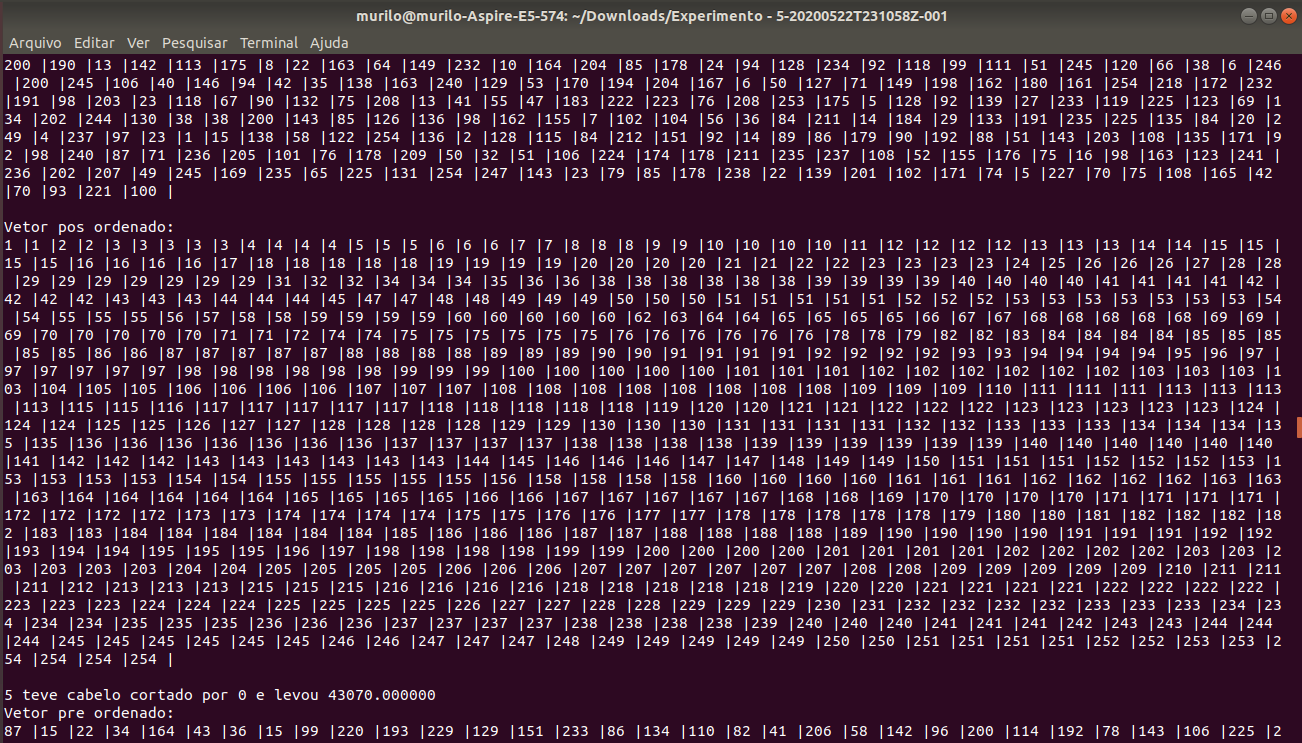 murilo@murilo-Aspire-E5-574: ~/Downloads/Experimento - 5-20200522T231058Z-001
Arquivo Editar Ver Pesquisar Terminal Ajuda
200 |190 |13 |142 |113 |175 |8 |22 |163 |64 |149 |232 |10 |164 |204 |85 |178 |24 |94 |128 |234 |92 |118 |99 |111 |51 |245 |120 |66 |38 |6 |246
|200 |245 |106 |40 |146 |94 |42 |35 |138 |163 |240 |129 |53 |170 |194 |204 |167 |6 |50 |127 |71 |149 |198 |162 |180 |161 |254 |218 |172 |232
|191 |98 |203 |23 |118 |67 |90 |132 |75 |208 |13 |41 |55 |47 |183 |222 |223 |76 |208 |253 |175 |5 |128 |92 |139 |27 |233 |119 |225 |123 |69 |1
34 |202 |244 |130 |38 |38 |200 |143 |85 |126 |136 |98 |162 |155 |7 |102 |104 |56 |36 |84 |211 |14 |184 |29 |133 |191 |235 |225 |135 |84 |20 |2
49 |4 |237 |97 |23 |1 |15 |138 |58 |122 |254 |136 |2 |128 |115 |84 |212 |151 |92 |14 |89 |86 |179 |90 |192 |88 |51 |143 |203 |108 |135 |171 |9
2 |98 |240 |87 |71 |236 |205 |101 |76 |178 |209 |50 |32 |51 |106 |224 |174 |178 |211 |235 |237 |108 |52 |155 |176 |75 |16 |98 |163 |123 |241 |
236 |202 |207 |49 |245 |169 |235 |65 |225 |131 |254 |247 |143 |23 |79 |85 |178 |238 |22 |139 |201 |102 |171 |74 |5 |227 |70 |75 |108 |165 |42
|70 |93 |221 |100 |
Vetor pos ordenado:
1 |1 |2 |2 |3 |3 |3 |3 |3 |4 |4 |4 |4 |5 |5 |5 |6 |6 |6 |7 |7 |8 |8 |8 |9 |9 |10 |10 |10 |10 |11 |12 |12 |12 |12 |13 |13 |13 |14 |14 |15 |15 |
15 |15 |16 |16 |16 |16 |17 |18 |18 |18 |18 |18 |19 |19 |19 |19 |20 |20 |20 |20 |21 |21 |22 |22 |23 |23 |23 |23 |24 |25 |26 |26 |26 |27 |28 |28
|29 |29 |29 |29 |29 |29 |31 |32 |32 |34 |34 |34 |35 |36 |36 |38 |38 |38 |38 |38 |38 |39 |39 |39 |39 |40 |40 |40 |40 |41 |41 |41 |41 |42 |
42 |42 |42 |43 |43 |43 |44 |44 |44 |45 |47 |47 |48 |48 |49 |49 |49 |50 |50 |50 |51 |51 |51 |51 |51 |52 |52 |52 |53 |53 |53 |53 |53 |53 |53 |54
|54 |55 |55 |55 |56 |57 |58 |58 |59 |59 |59 |59 |60 |60 |60 |60 |60 |62 |63 |64 |64 |65 |65 |65 |65 |66 |67 |67 |68 |68 |68 |68 |68 |69 |69 |
69 |70 |70 |70 |70 |70 |71 |71 |72 |74 |74 |75 |75 |75 |75 |75 |75 |76 |76 |76 |76 |76 |76 |78 |78 |79 |82 |82 |83 |84 |84 |84 |84 |85 |85 |85
|85 |85 |86 |86 |87 |87 |87 |87 |87 |88 |88 |88 |88 |89 |89 |89 |90 |90 |91 |91 |91 |91 |92 |92 |92 |92 |93 |93 |94 |94 |94 |94 |95 |96 |97 |
97 |97 |97 |97 |97 |98 |98 |98 |98 |98 |98 |99 |99 |99 |100 |100 |100 |100 |100 |101 |101 |101 |102 |102 |102 |102 |102 |102 |103 |103 |103 |1
03 |104 |105 |105 |106 |106 |106 |106 |107 |107 |107 |108 |108 |108 |108 |108 |108 |108 |108 |109 |109 |109 |110 |111 |111 |111 |113 |113 |113
|113 |115 |115 |116 |117 |117 |117 |117 |117 |118 |118 |118 |118 |118 |119 |120 |120 |121 |121 |122 |122 |122 |123 |123 |123 |123 |123 |124 |
124 |124 |125 |125 |126 |127 |127 |128 |128 |128 |128 |129 |129 |130 |130 |130 |131 |131 |131 |131 |132 |132 |133 |133 |133 |134 |134 |134 |13
5 |135 |136 |136 |136 |136 |136 |136 |136 |137 |137 |137 |137 |138 |138 |138 |138 |139 |139 |139 |139 |139 |139 |140 |140 |140 |140 |140 |140
|141 |142 |142 |142 |143 |143 |143 |143 |143 |143 |144 |145 |146 |146 |146 |147 |147 |148 |149 |149 |150 |151 |151 |151 |152 |152 |152 |153 |1
53 |153 |153 |153 |154 |154 |155 |155 |155 |155 |155 |156 |158 |158 |158 |158 |160 |160 |160 |160 |161 |161 |161 |162 |162 |162 |162 |163 |163
|163 |164 |164 |164 |164 |164 |165 |165 |165 |165 |166 |166 |167 |167 |167 |167 |167 |168 |168 |169 |170 |170 |170 |170 |171 |171 |171 |171 |
172 |172 |172 |172 |173 |173 |174 |174 |174 |174 |175 |175 |176 |176 |177 |177 |178 |178 |178 |178 |178 |179 |180 |180 |181 |182 |182 |182 |18
2 |183 |183 |184 |184 |184 |184 |184 |184 |185 |186 |186 |186 |187 |187 |188 |188 |188 |188 |189 |190 |190 |190 |190 |191 |191 |191 |192 |192
|193 |194 |194 |195 |195 |195 |196 |197 |198 |198 |198 |198 |199 |199 |200 |200 |200 |200 |201 |201 |201 |201 |202 |202 |202 |202 |203 |203 |2
03 |203 |203 |203 |204 |204 |205 |205 |205 |205 |206 |206 |206 |207 |207 |207 |207 |207 |207 |208 |208 |209 |209 |209 |209 |209 |210 |211 |211
|211 |212 |213 |213 |213 |215 |215 |215 |216 |216 |216 |216 |218 |218 |218 |218 |218 |219 |220 |220 |221 |221 |221 |221 |222 |222 |222 |222 |
223 |223 |223 |224 |224 |224 |225 |225 |225 |225 |226 |227 |227 |228 |228 |229 |229 |229 |230 |231 |232 |232 |232 |232 |233 |233 |233 |234 |23
4 |234 |234 |235 |235 |235 |236 |236 |236 |237 |237 |237 |237 |238 |238 |238 |238 |239 |240 |240 |240 |241 |241 |241 |242 |243 |243 |244 |244
|244 |245 |245 |245 |245 |245 |245 |246 |246 |247 |247 |247 |248 |249 |249 |249 |249 |249 |250 |250 |251 |251 |251 |251 |252 |252 |253 |253 |2
54 |254 |254 |254 |
5 teve cabelo cortado por 0 e levou 43070.000000
Vetor pre ordenado:
87 |15 |22 |34 |164 |43 |36 |15 |99 |220 |193 |229 |129 |151 |233 |86 |134 |110 |82 |41 |206 |58 |142 |96 |200 |114 |192 |78 |143 |106 |225 |2